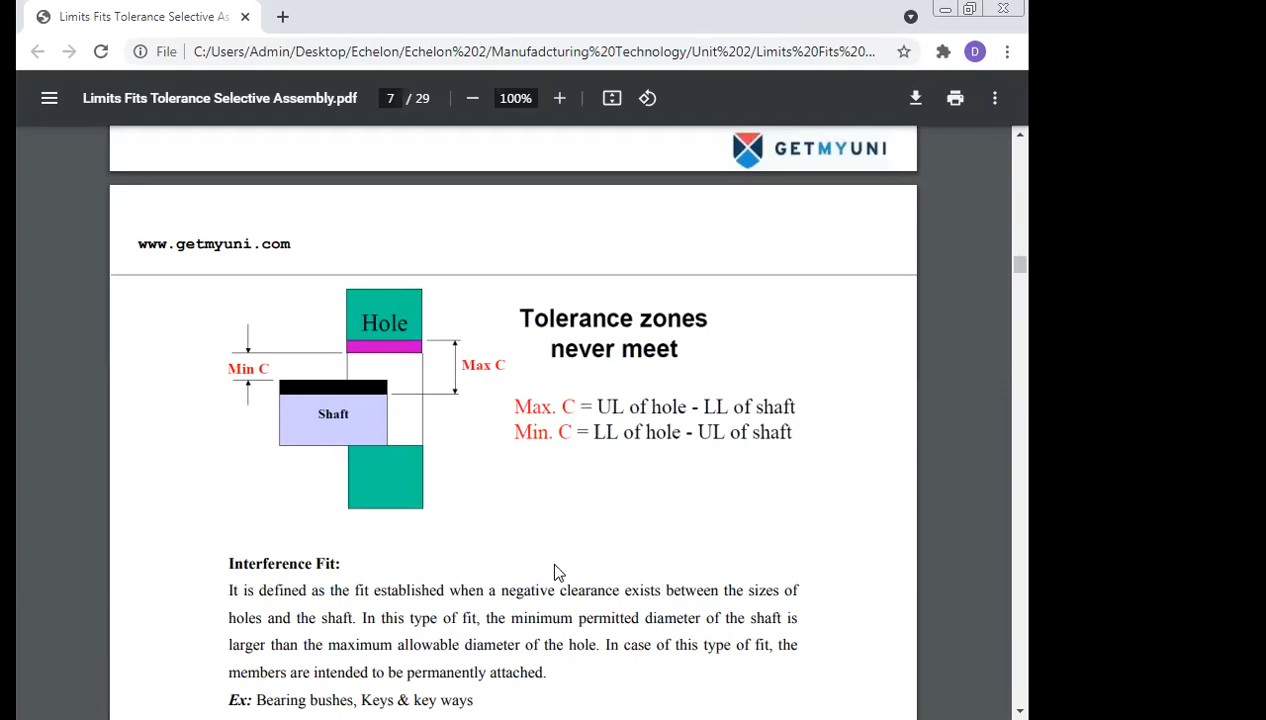 Limits Fits Tolerance Selective As
File C:/Users/Admin/Desktop/Echelon/Echelon%202/Manufadcturing%20Technology/Unit%202/Limits%20Fits%20...
D
Limits Fits Tolerance Selective Assembly.pdf 7 / 29 100%
GETMYUNI
www.getmyuni.com
Hole
Tolerance zones
never meet
Min C
Max C
Shaft
Max. C = UL of hole - LL of shaft
Min. C = LL of hole - UL of shaft
Interference Fit:
It is defined as the fit established when a negative clearance exists between the sizes of
holes and the shaft. In this type of fit, the minimum permitted diameter of the shaft is
larger than the maximum allowable diameter of the hole. In case of this type of fit, the
members are intended to be permanently attached.
Ex: Bearing bushes, Keys & key ways